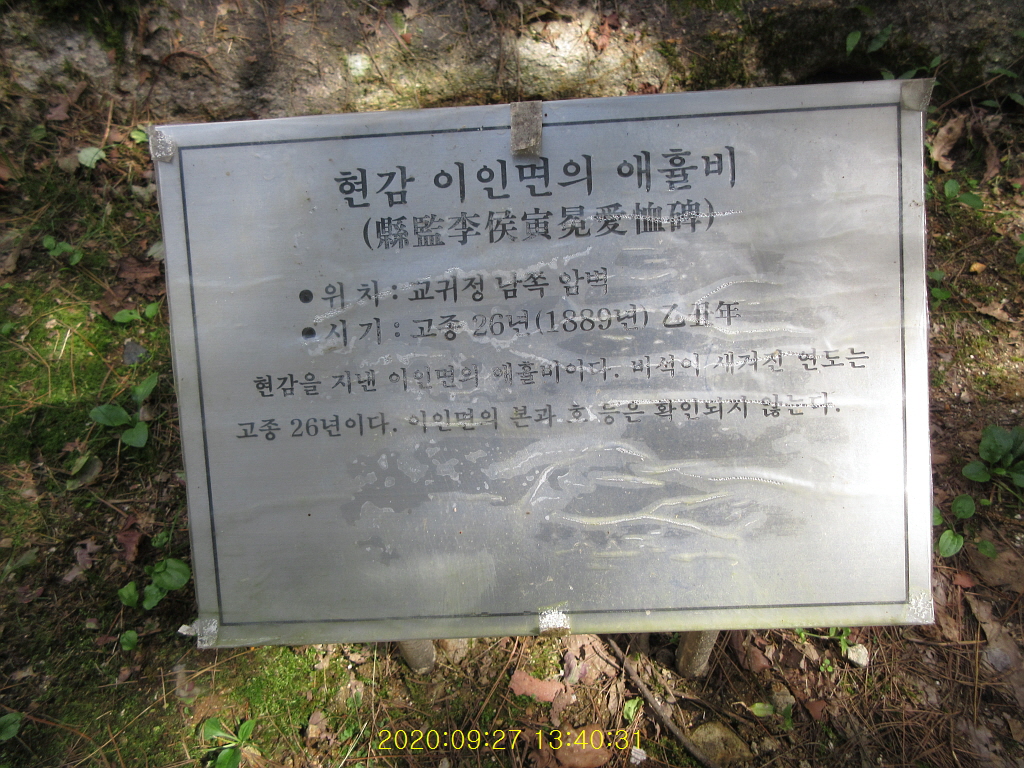 현감 이인면의 애휼비
(縣監李侯寅冕愛恤碑)
● 위 치 : 교귀정 남쪽 암벽
● 시 기 : 고종 26년(1889년) 乙丑年
현감을 지낸 이인면의 애휼비이다. 비석이 새겨진 연도는
고종 26년이다. 이인면의 본과 호 등은 확인되지 않는다.
2020:09:27 13:40:31